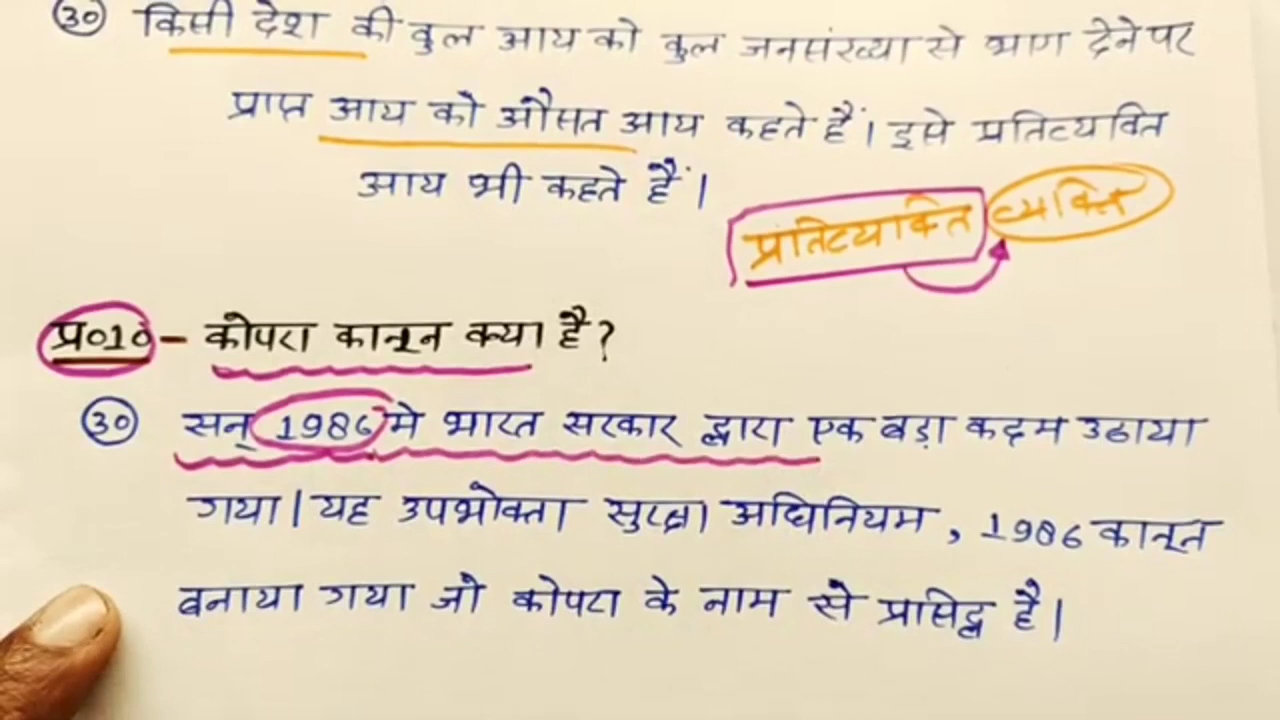 30 किसी देश की कुल आय को कुल जनसंख्या से भाग देने पर
प्राप्त आय को औसत आय कहते हैं। इसे प्रतिव्यक्ति
आय भी कहते हैं।
प्रतिव्यक्ति व्यक्ति
प्र०10- कोपरा कानून क्या है?
30 सन् 1986 मे भारत सरकार द्वारा एक बड़ा कदम उठाया
गया। यह उपभोक्ता सुरक्षा अधिनियम, 1986 कानून
बनाया गया जो कोपरा के नाम से प्रसिद्ध है।